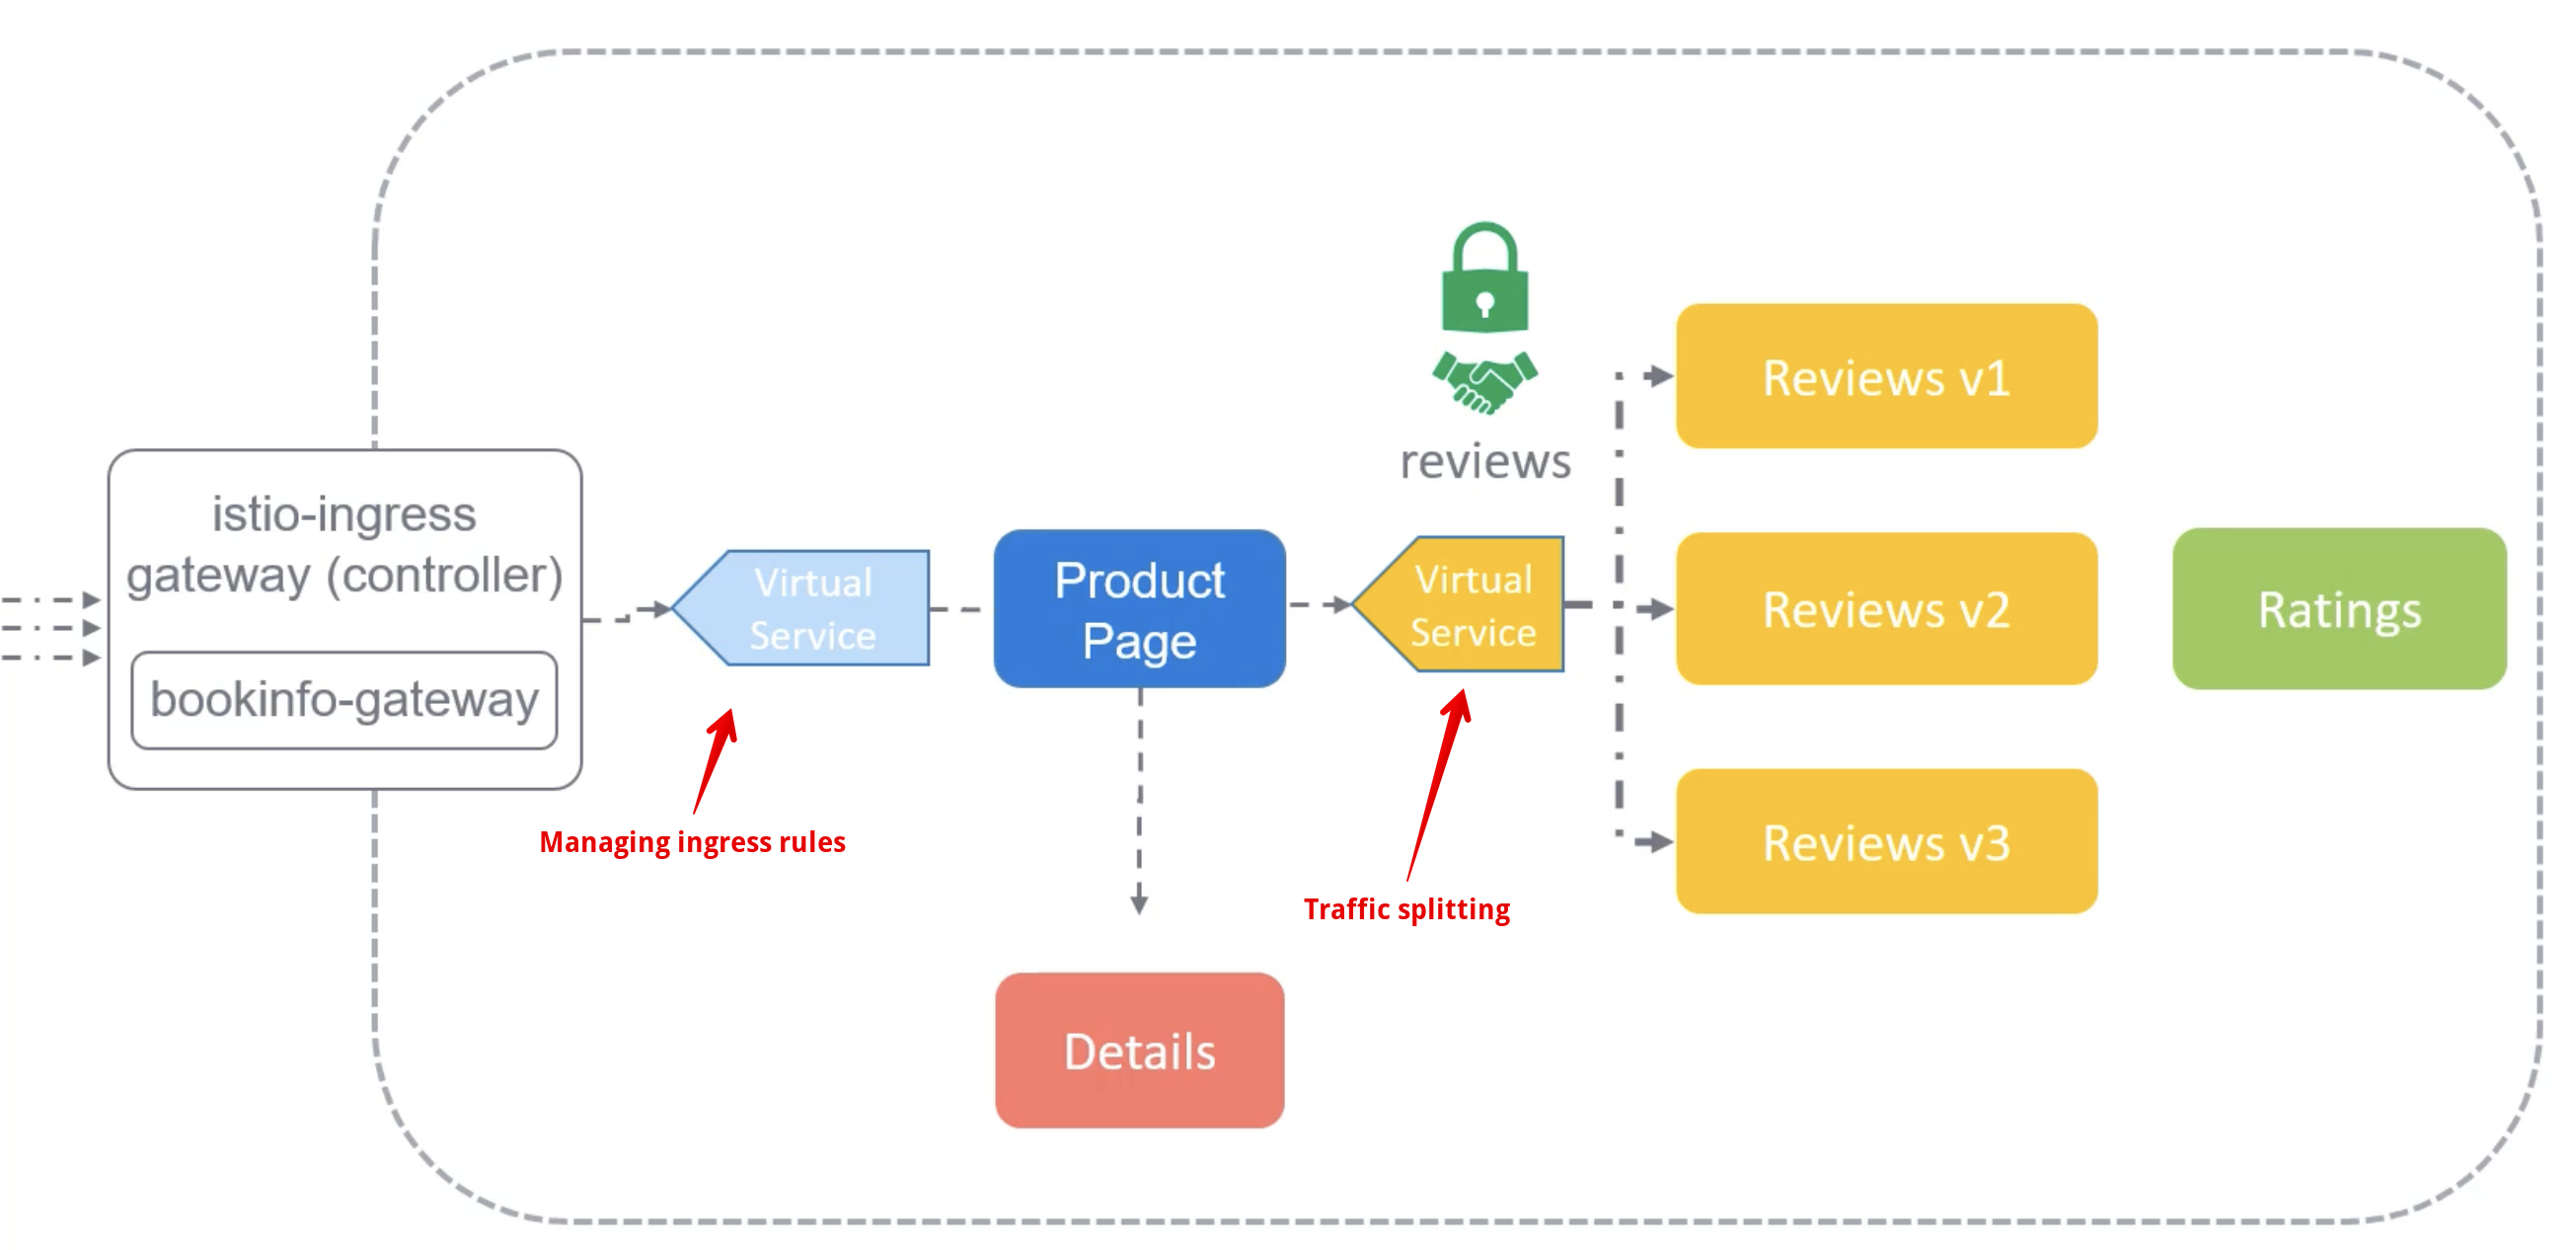 istio-ingress
gateway (controller)
bookinfo-gateway
Virtual
Service
Managing ingress rules
Product
Page
Details
reviews
Virtual
Service
Traffic splitting
Reviews v1
Reviews v2
Reviews v3
Ratings